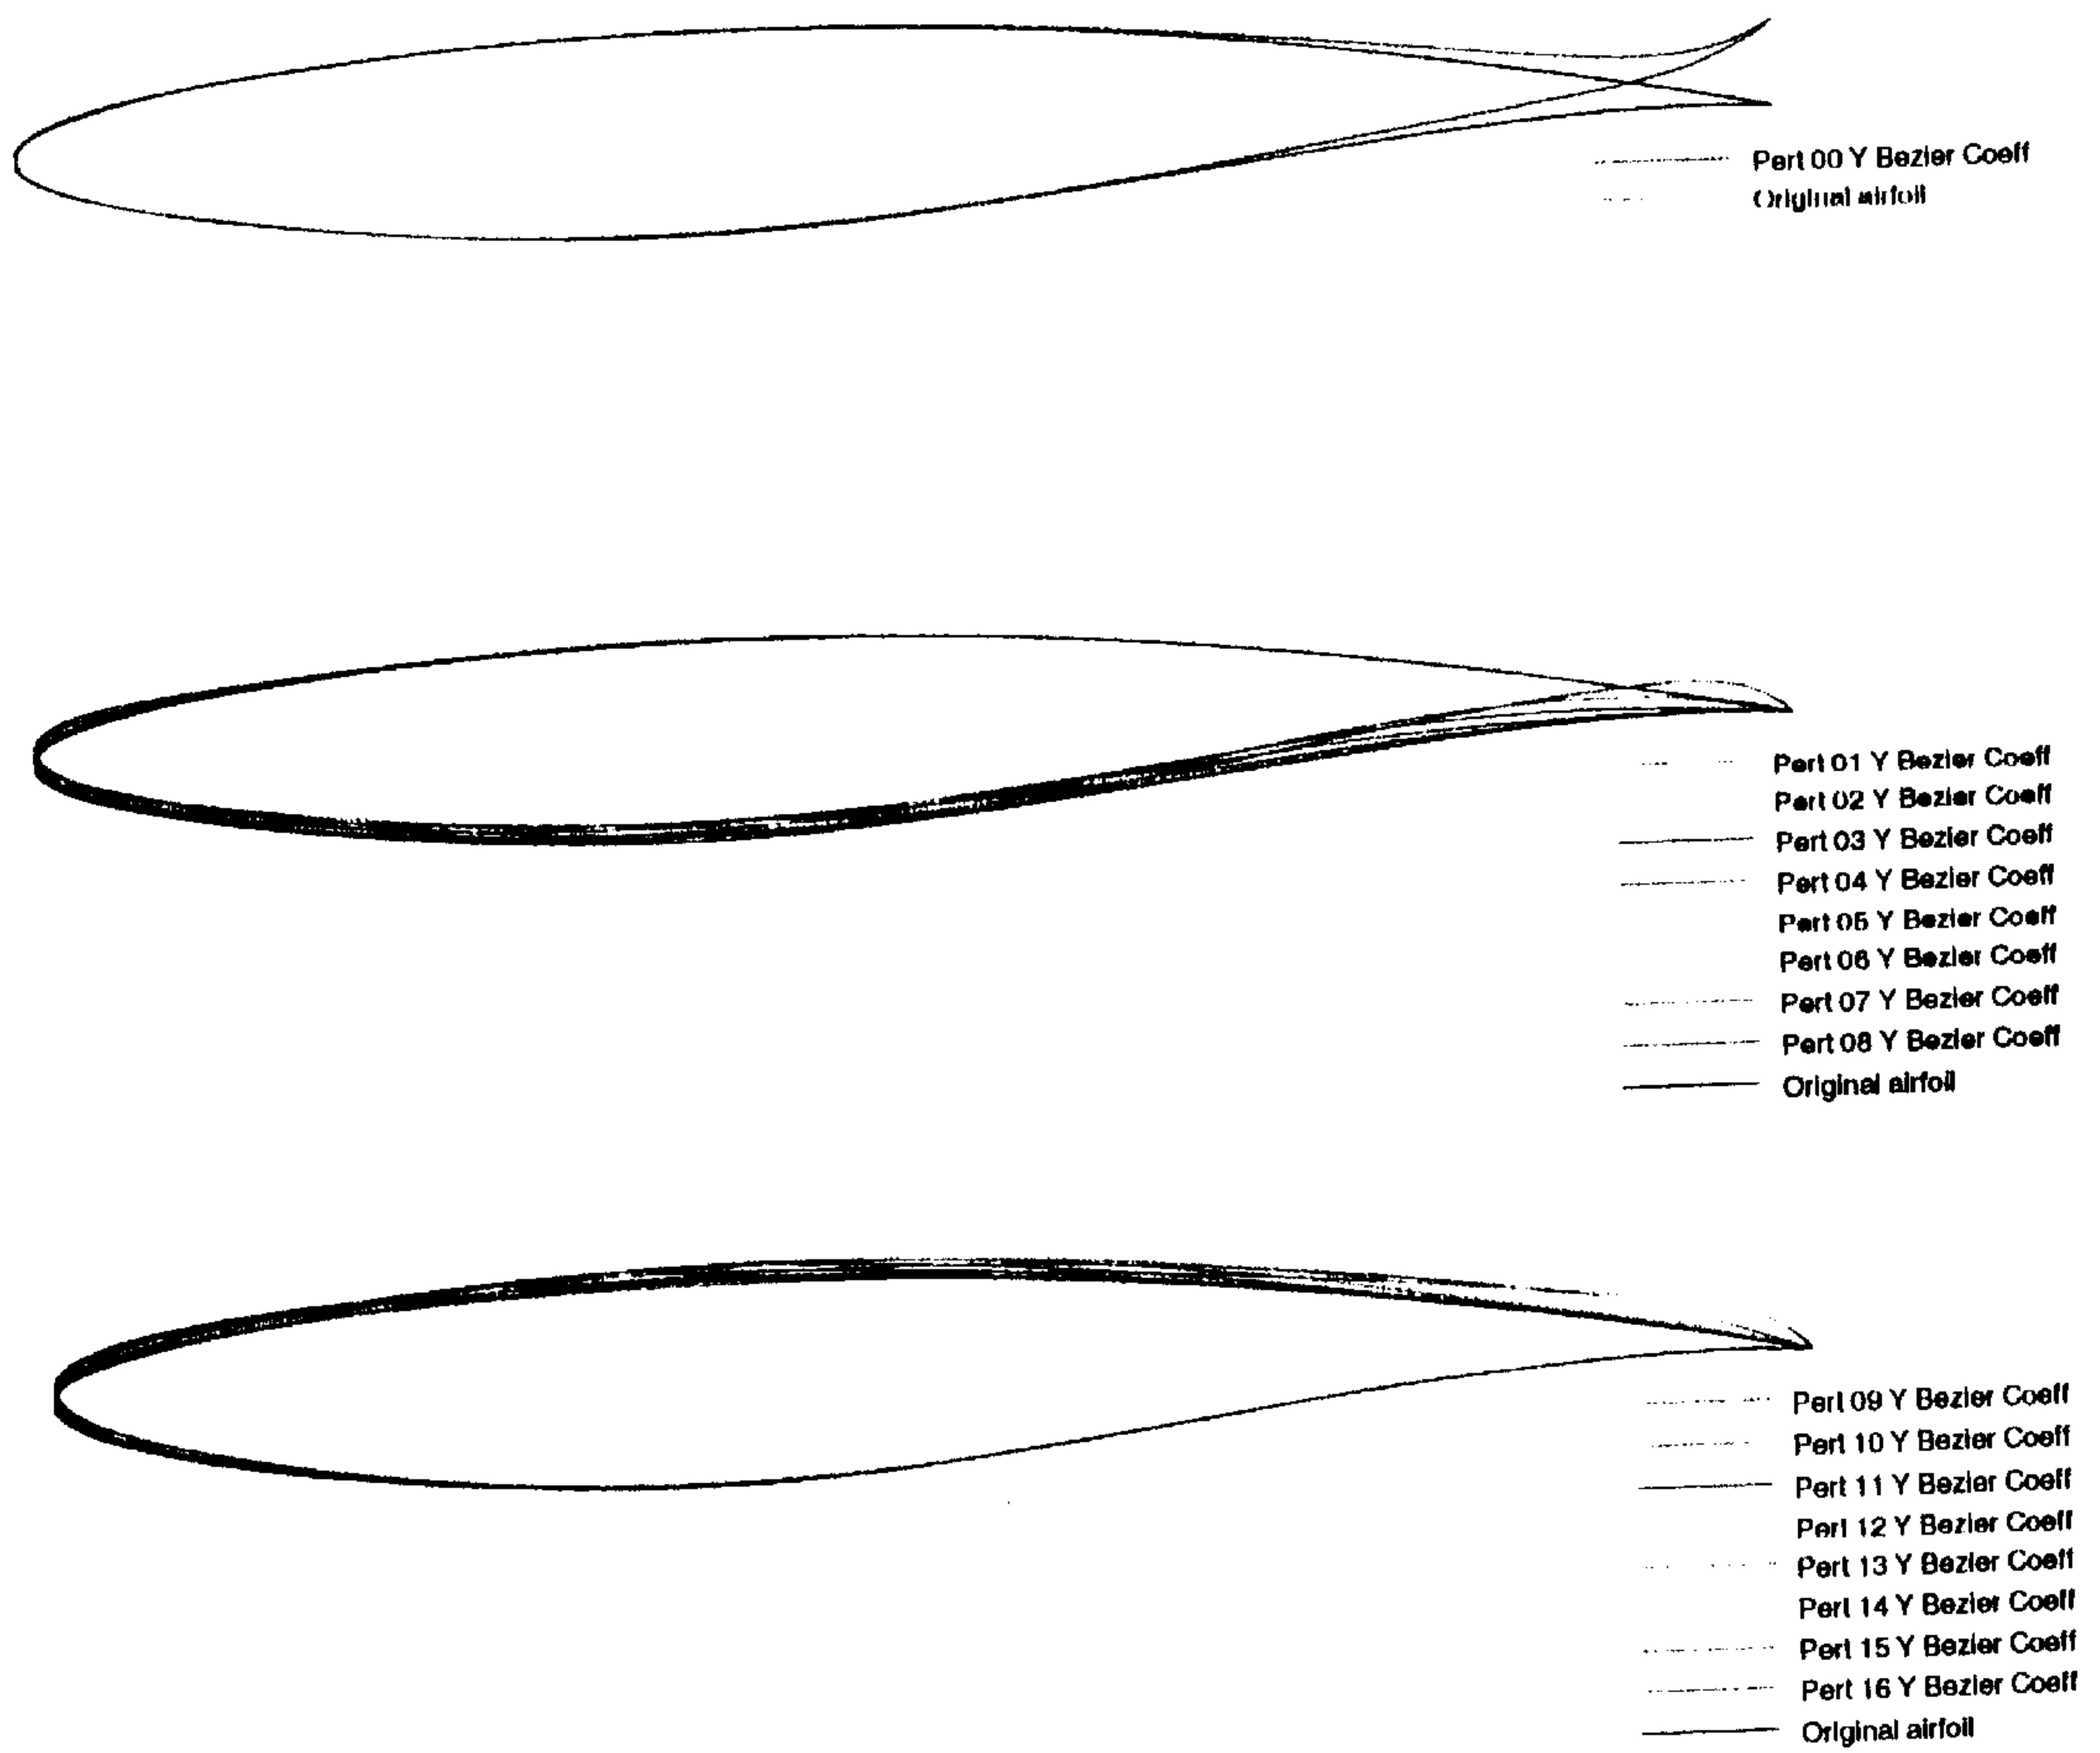 Pert 00 Y Bezier Coeff
Original airfoil
Pert 01 Y Bezier Coeff
Pert 02 Y Bezier Coeff
Pert 03 Y Bezier Coeff
Pert 04 Y Bezier Coeff
Pert 05 Y Bezier Coeff
Pert 06 Y Bezier Coeff
Pert 07 Y Bezier Coeff
Pert 08 Y Bezier Coeff
Original airfoil
Pert 09 Y Bezier Coeff
Pert 10 Y Bezier Coeff
Pert 11 Y Bezier Coeff
Pert 12 Y Bezier Coeff
Pert 13 Y Bezier Coeff
Pert 14 Y Bezier Coeff
Pert 15 Y Bezier Coeff
Pert 16 Y Bezier Coeff
Original airfoil